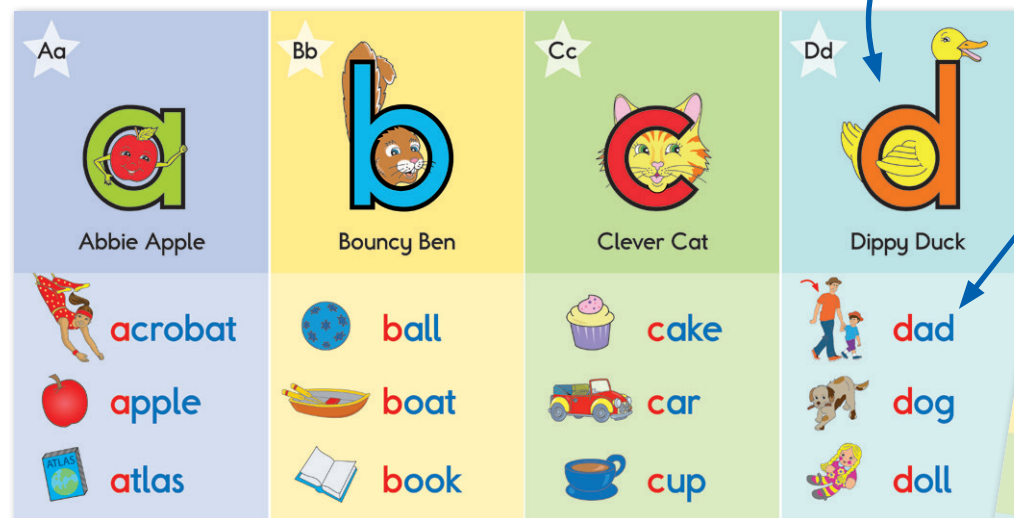 Aa
Abbie Apple
acrobat
apple
ATLAS
atlas
Bb
Bouncy Ben
ball
boat
book
Cc
Clever Cat
cake
car
cup
Dd
Dippy Duck
dad
dog
doll